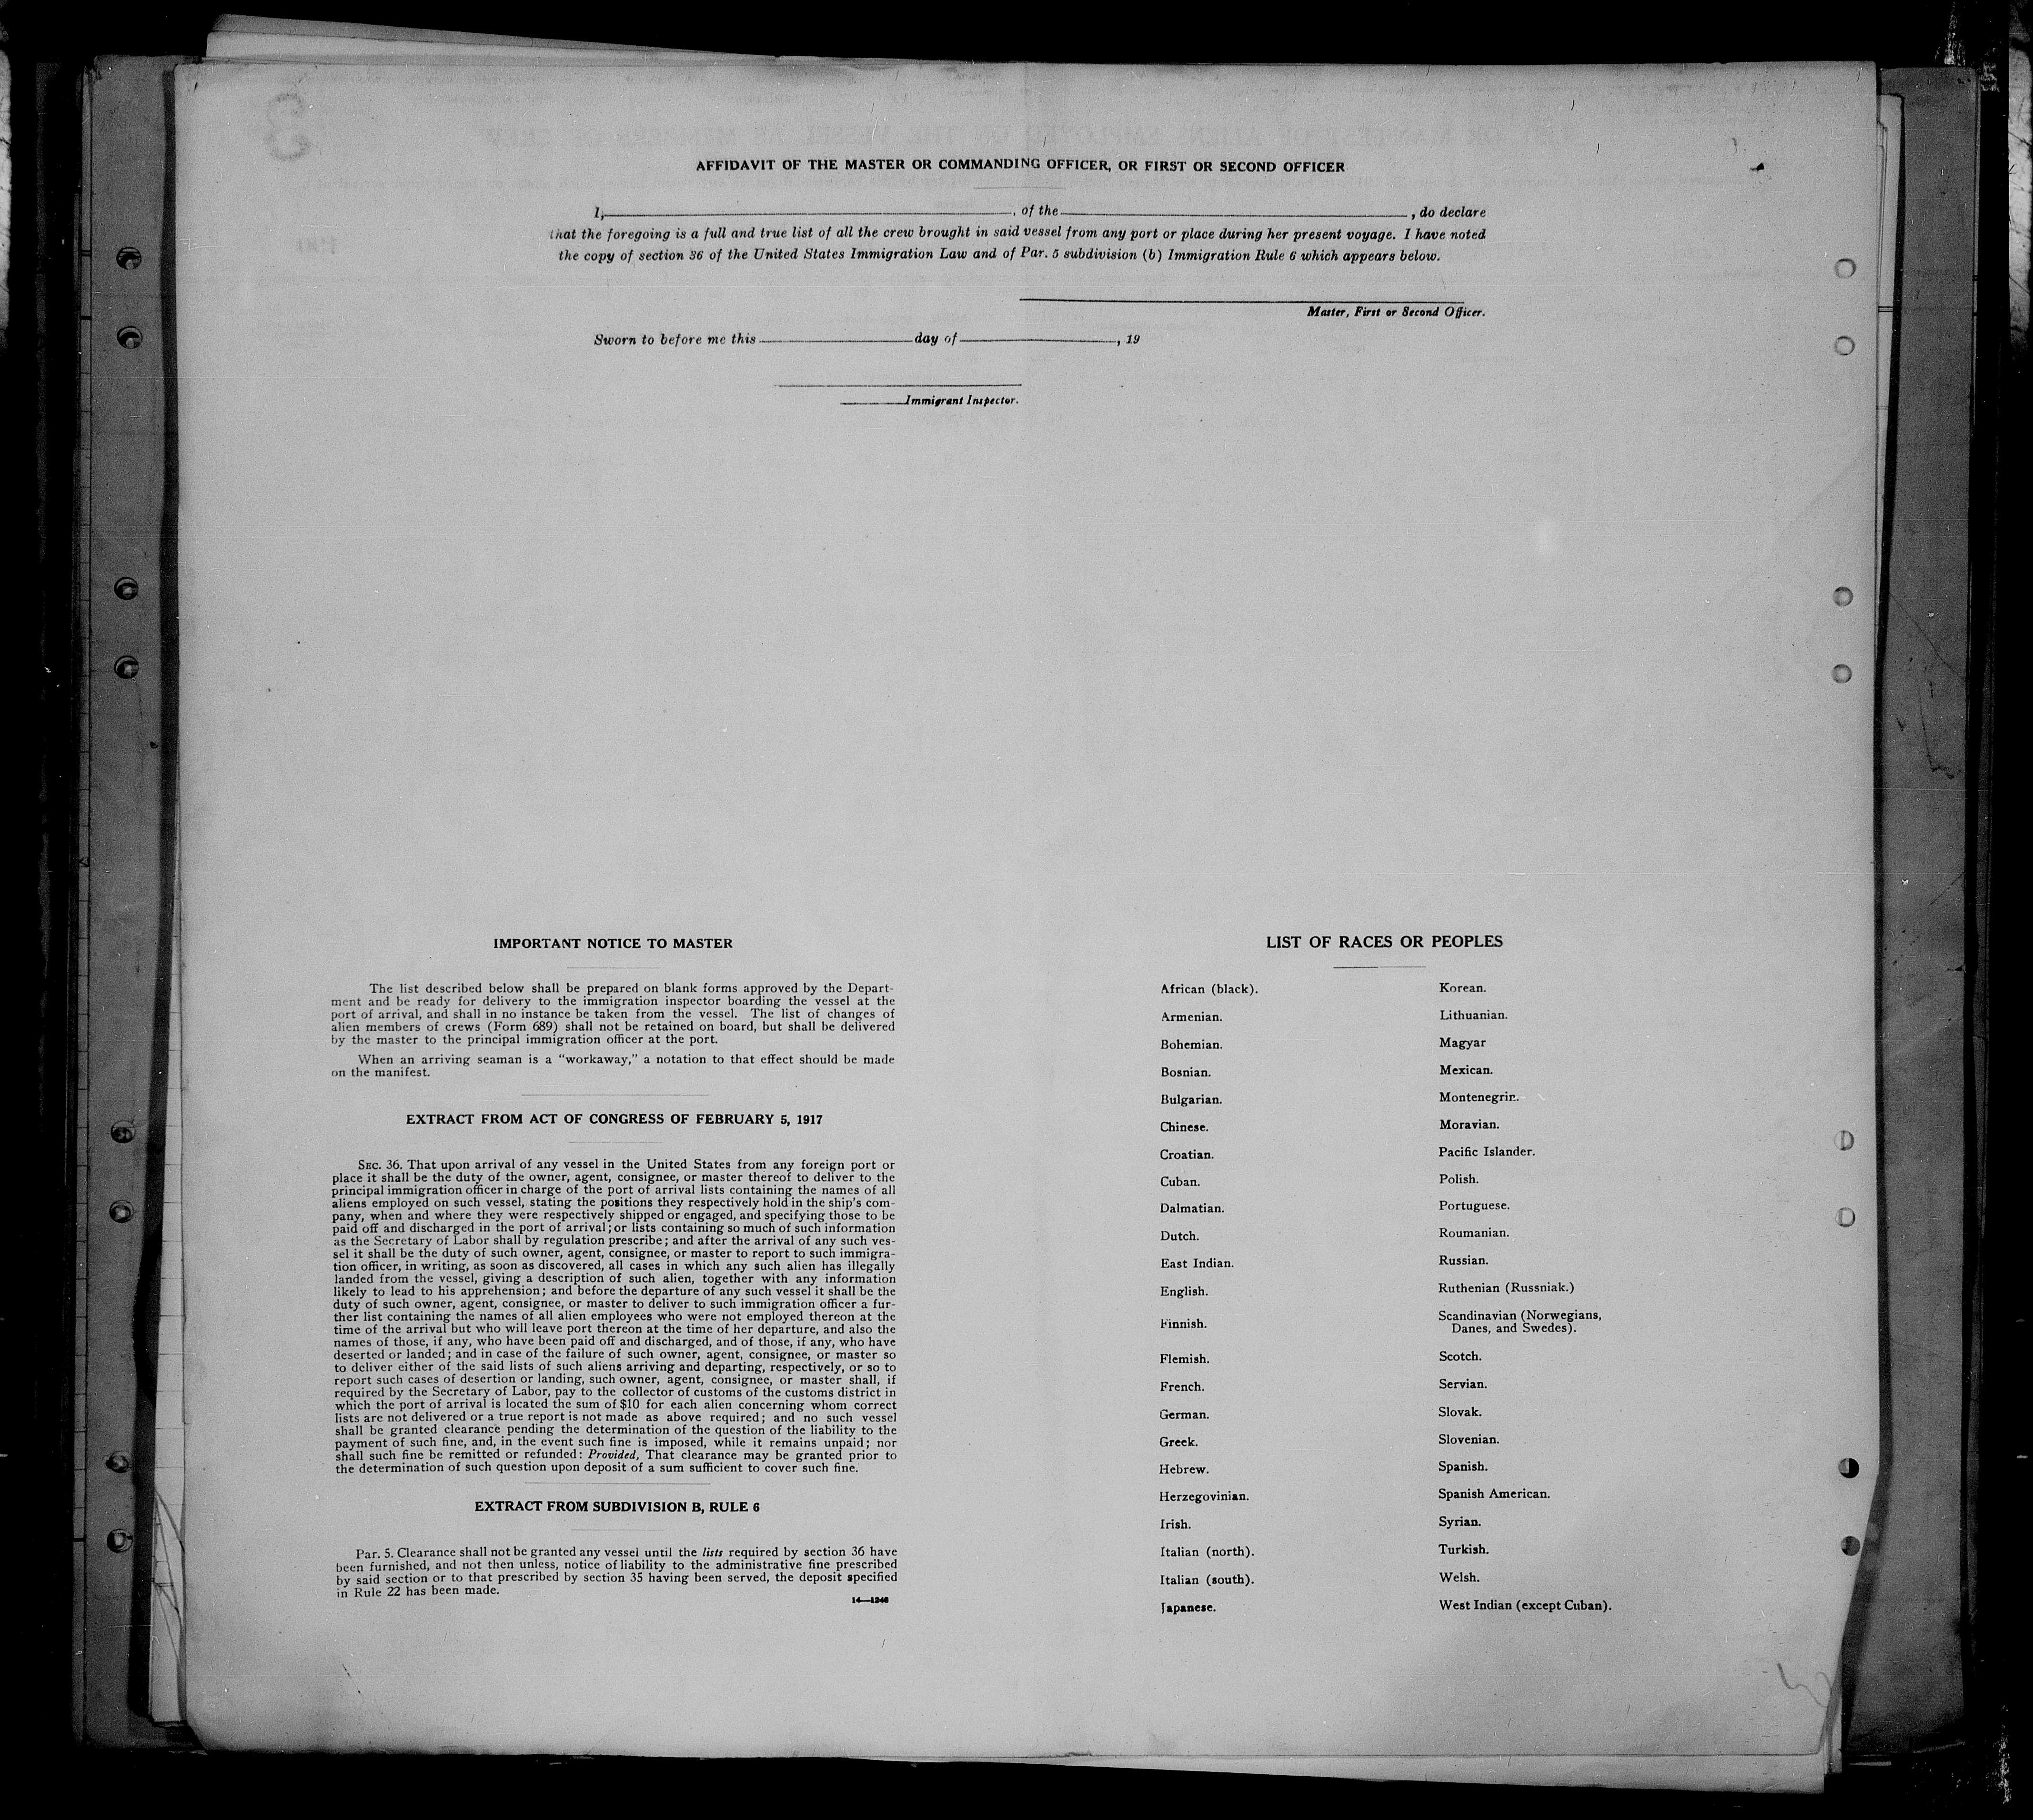 AFFIDAVIT OF THE MASTER OR COMMANDING OFFICER, OR FIRST OR SECOND OFFICER
I, , of the , do declare
that the foregoing is a full and true list of all the crew brought in said vessel from any port or place during her present voyage. I have noted
the copy of section 36 of the United States Immigration Law and of Par. 5 subdivision (b) Immigration Rule 6 which appears below.
Master, First or Second Officer.
Sworn to before me this day of , 19
Immigrant Inspector.
IMPORTANT NOTICE TO MASTER
The list described below shall be prepared on blank forms approved by the Depart-
ment and be ready for delivery to the immigration inspector boarding the vessel at the
port of arrival, and shall in no instance be taken from the vessel. The list of changes of
alien members of crews (Form 689) shall not be retained on board, but shall be delivered
by the master to the principal immigration officer at the port.
When an arriving seaman is a "workaway," a notation to that effect should be made
on the manifest.
EXTRACT FROM ACT OF CONGRESS OF FEBRUARY 5, 1917
SEC. 36. That upon arrival of any vessel in the United States from any foreign port or
place it shall be the duty of the owner, agent, consignee, or master thereof to deliver to the
principal immigration officer in charge of the port of arrival lists containing the names of all
aliens employed on such vessel, stating the positions they respectively hold in the ship's com-
pany, when and where they were respectively shipped or engaged, and specifying those to be
paid off and discharged in the port of arrival; or lists containing so much of such information
as the Secretary of Labor shall by regulation prescribe; and after the arrival of any such ves-
sel it shall be the duty of such owner, agent, consignee, or master to report to such immigra-
tion officer, in writing, as soon as discovered, all cases in which any such alien has illegally
landed from the vessel, giving a description of such alien, together with any information
likely to lead to his apprehension; and before the departure of any such vessel it shall be the
duty of such owner, agent, consignee, or master to deliver to such immigration officer a fur-
ther list containing the names of all alien employees who were not employed thereon at the
time of the arrival but who will leave port thereon at the time of her departure, and also the
names of those, if any, who have been paid off and discharged, and of those, if any, who have
deserted or landed; and in case of the failure of such owner, agent, consignee, or master so
to deliver either of the said lists of such aliens arriving and departing, respectively, or so to
report such cases of desertion or landing, such owner, agent, consignee, or master shall, if
required by the Secretary of Labor, pay to the collector of customs of the customs district in
which the port of arrival is located the sum of $10 for each alien concerning whom correct
lists are not delivered or a true report is not made as above required; and no such vessel
shall be granted clearance pending the determination of the question of the liability to the
payment of such fine, and, in the event such fine is imposed, while it remains unpaid; nor
shall such fine be remitted or refunded: Provided, That clearance may be granted prior to
the determination of such question upon deposit of a sum sufficient to cover such fine.
EXTRACT FROM SUBDIVISION B, RULE 6
Par. 5. Clearance shall not be granted any vessel until the lists required by section 36 have
been furnished, and not then unless, notice of liability to the administrative fine prescribed
by said section or to that prescribed by section 35 having been served, the deposit specified
in Rule 22 has been made.
14—1248
LIST OF RACES OR PEOPLES
African (black).
Armenian.
Bohemian.
Bosnian.
Bulgarian.
Chinese.
Croatian.
Cuban.
Dalmatian.
Dutch.
East Indian.
English.
Finnish.
Flemish.
French.
German.
Greek.
Hebrew.
Herzegovinian.
Irish.
Italian (north).
Italian (south).
Japanese.
Korean.
Lithuanian.
Magyar
Mexican.
Montenegrin.
Moravian.
Pacific Islander.
Polish.
Portuguese.
Roumanian.
Russian.
Ruthenian (Russniak.)
Scandinavian (Norwegians,
Danes, and Swedes).
Scotch.
Servian.
Slovak.
Slovenian.
Spanish.
Spanish American.
Syrian.
Turkish.
Welsh.
West Indian (except Cuban).